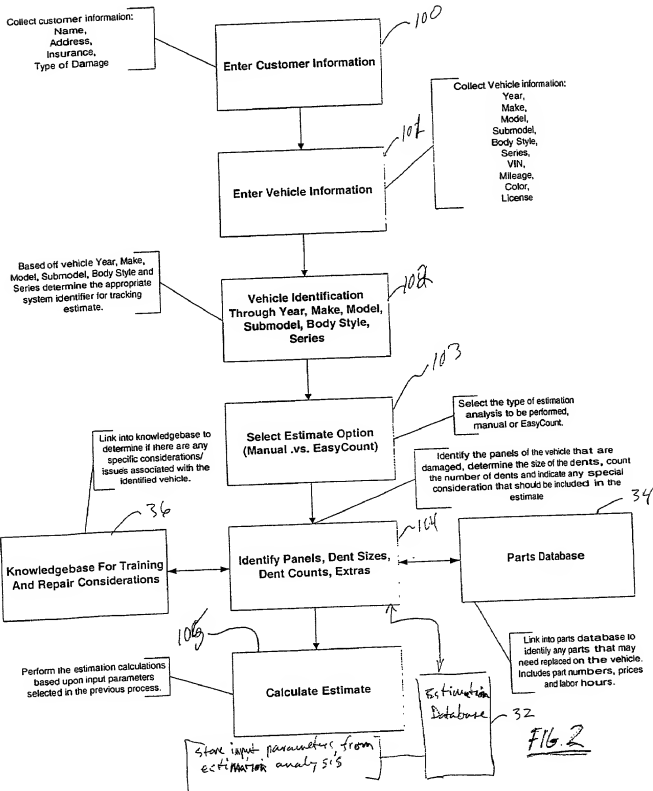 Collect customer information:
Name,
Address,
Insurance,
Type of Damage
100
Enter Customer Information
Collect Vehicle information:
Year,
Make,
Model,
Submodel,
Body Style,
Series,
VIN,
Mileage,
Color,
License
101
Enter Vehicle Information
Based off vehicle Year, Make,
Model, Submodel, Body Style and
Series determine the appropriate
system identifier for tracking
estimate.
102
Vehicle Identification
Through Year, Make, Model,
Submodel, Body Style,
Series
103
Select Estimate Option
(Manual .vs. EasyCount)
Select the type of estimation
analysis to be performed,
manual or EasyCount.
Link into knowledgebase to
determine if there are any
specific considerations/
issues associated with the
identified vehicle.
Identify the panels of the vehicle that are
damaged, determine the size of the dents, count
the number of dents and indicate any special
consideration that should be included in the
estimate
36
Knowledgebase For Training
And Repair Considerations
104
Identify Panels, Dent Sizes,
Dent Counts, Extras
34
Parts Database
Link into parts database to
identify any parts that may
need replaced on the vehicle.
Includes part numbers, prices
and labor hours.
Perform the estimation calculations
based upon input parameters
selected in the previous process.
Calculate Estimate
Estimation
Database
32
Store input parameters from
estimation analysis
FIG. 2